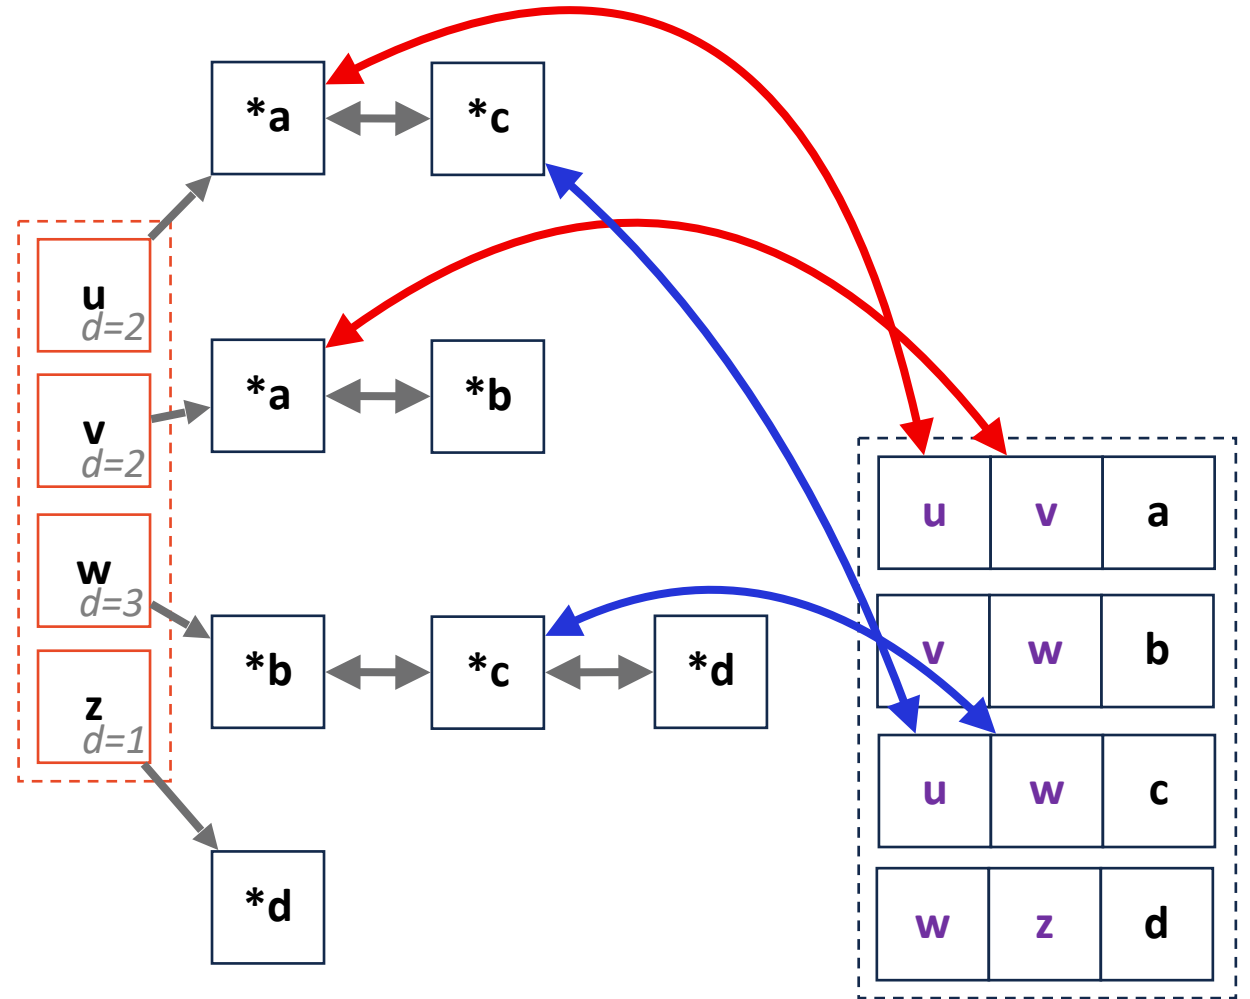 *a *c
u
d=2
v
d=2
*a *b
w
d=3
*b *c *d
z
d=1
*d
u v a
v w b
u w c
w z d